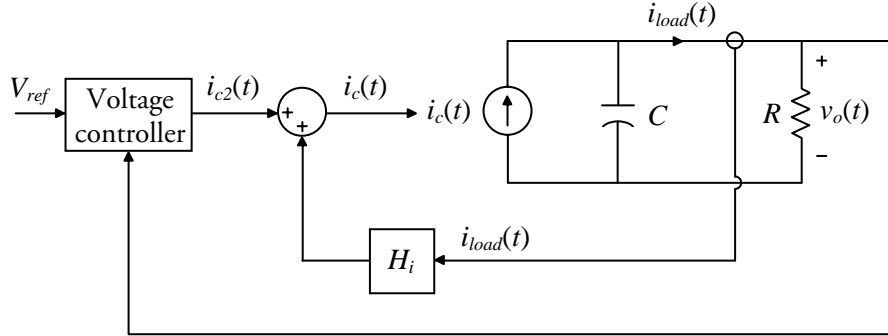 i_load(t)
V_ref
Voltage
controller
i_c2(t)
+
+
i_c(t)
i_c(t)
C
R
+
v_o(t)
−
H_i
i_load(t)